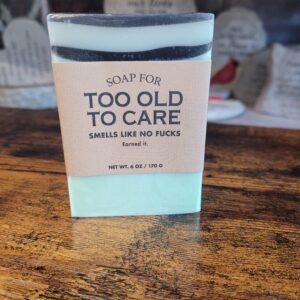 SOAP FOR
TOO OLD
TO CARE
SMELLS LIKE NO FUCKS
Earned it.
NET WT. 6 OZ / 170 G